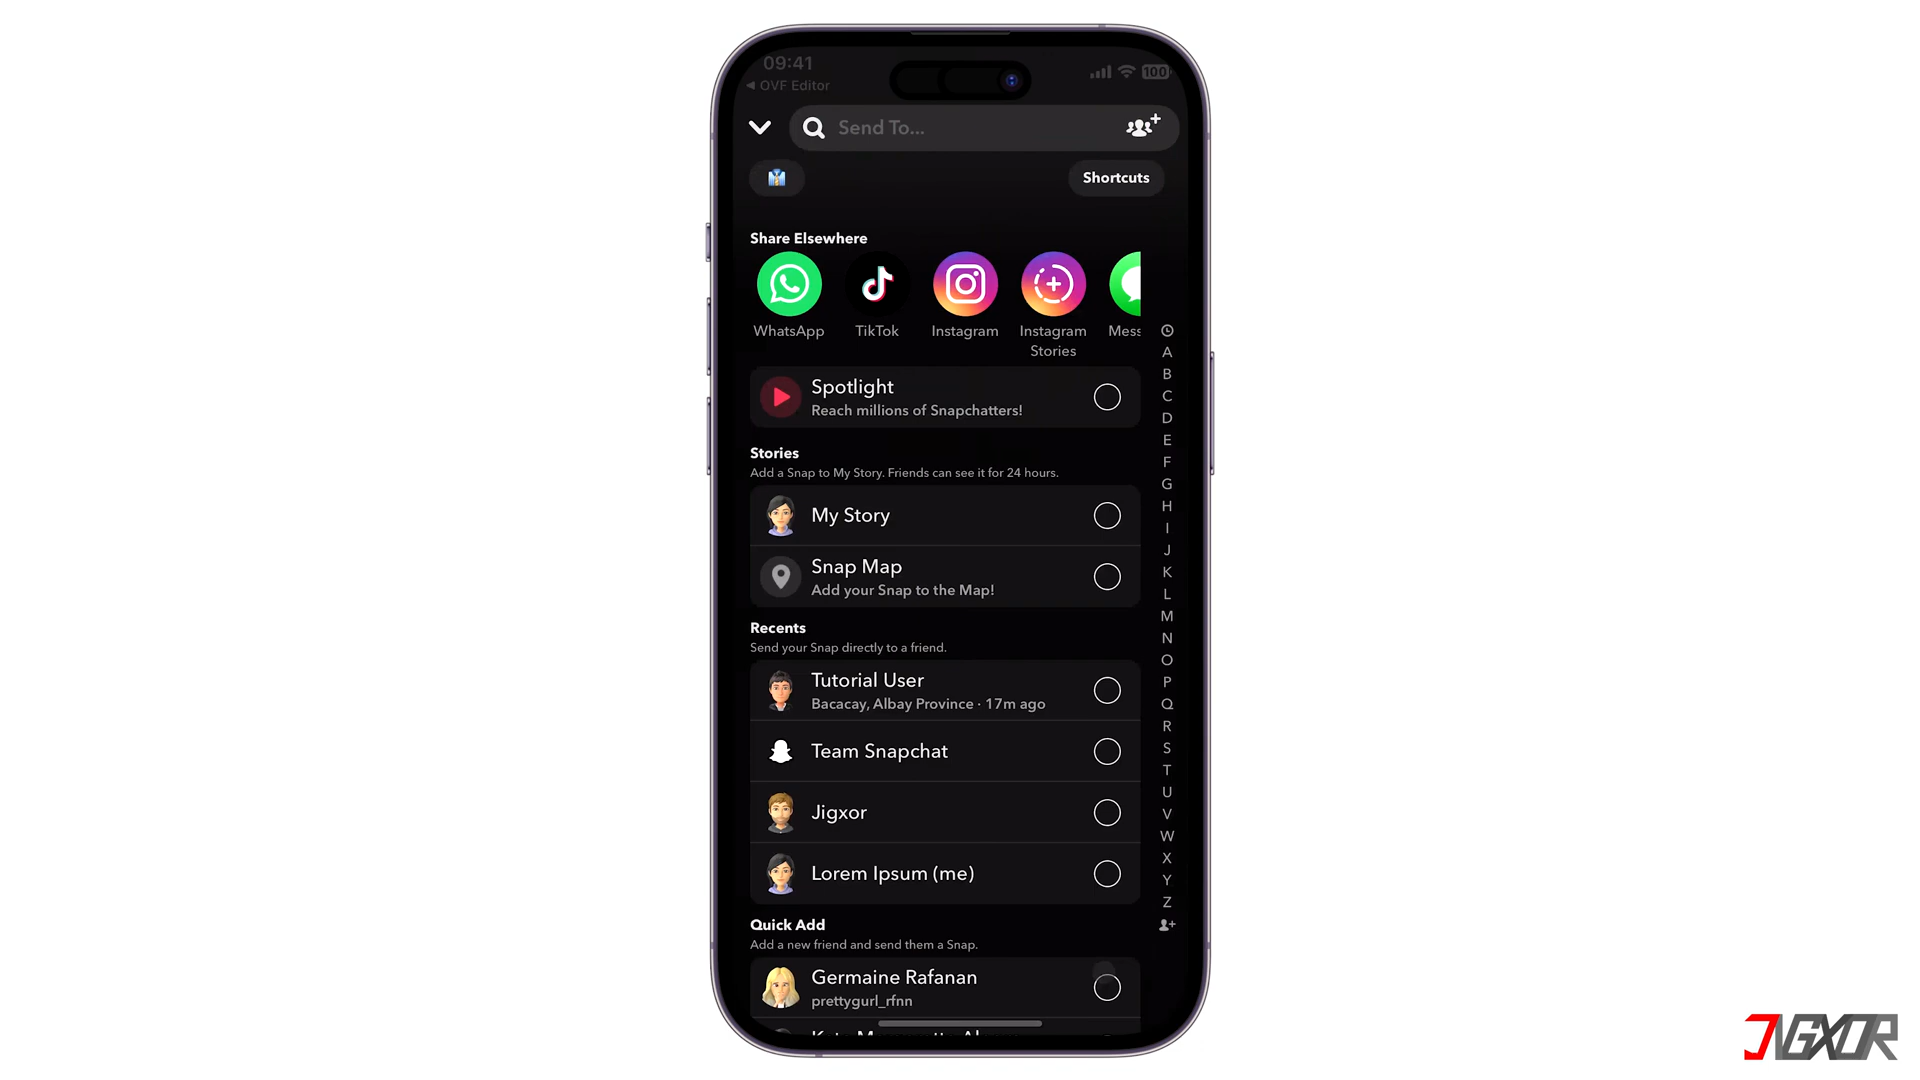 09:41
100
◀ OVF Editor
Send To...
Shortcuts
Share Elsewhere
WhatsApp
TikTok
Instagram
Instagram Stories
Mess
Spotlight
Reach millions of Snapchatters!
Stories
Add a Snap to My Story. Friends can see it for 24 hours.
My Story
Snap Map
Add your Snap to the Map!
Recents
Send your Snap directly to a friend.
Tutorial User
Bacacay, Albay Province · 17m ago
Team Snapchat
Jigxor
Lorem Ipsum (me)
Quick Add
Add a new friend and send them a Snap.
Germaine Rafanan
prettygurl_rfnn
A
B
C
D
E
F
G
H
I
J
K
L
M
N
O
P
Q
R
S
T
U
V
W
X
Y
Z
JIGXOR